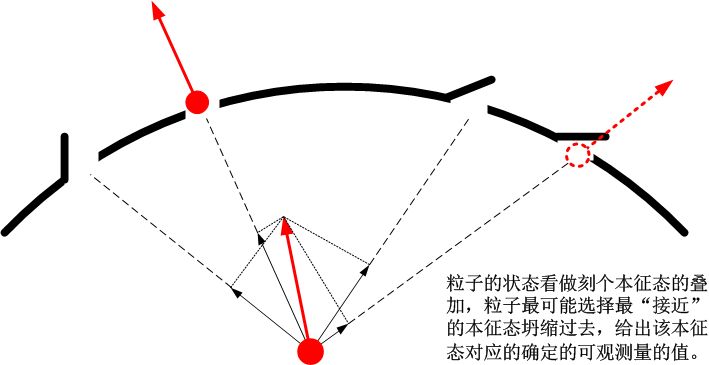 粒子的状态看做刻个本征态的叠
加，粒子最可能选择最“接近”
的本征态坍缩过去，给出该本征
态对应的确定的可观测量的值。